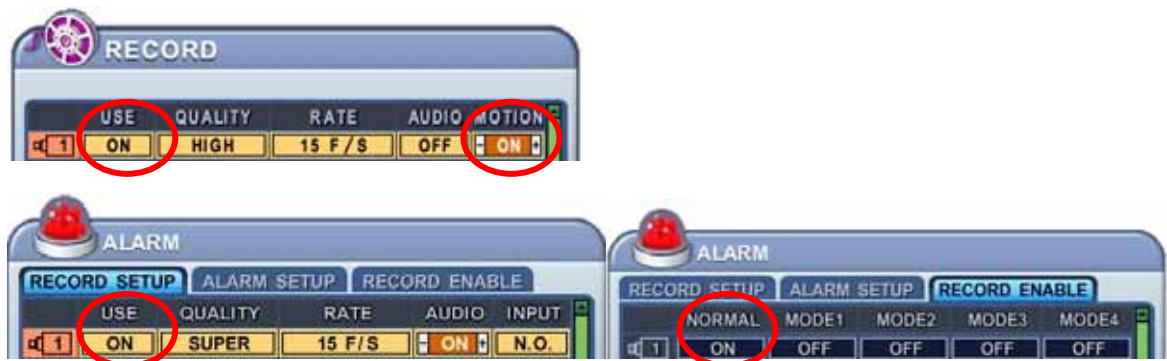 RECORD
USE QUALITY RATE AUDIO MOTION
1 ON HIGH 15 F/S OFF - ON +
ALARM
RECORD SETUP ALARM SETUP RECORD ENABLE
USE QUALITY RATE AUDIO INPUT
1 ON SUPER 15 F/S - ON + N.O.
ALARM
RECORD SETUP ALARM SETUP RECORD ENABLE
NORMAL MODE1 MODE2 MODE3 MODE4
1 ON OFF OFF OFF OFF